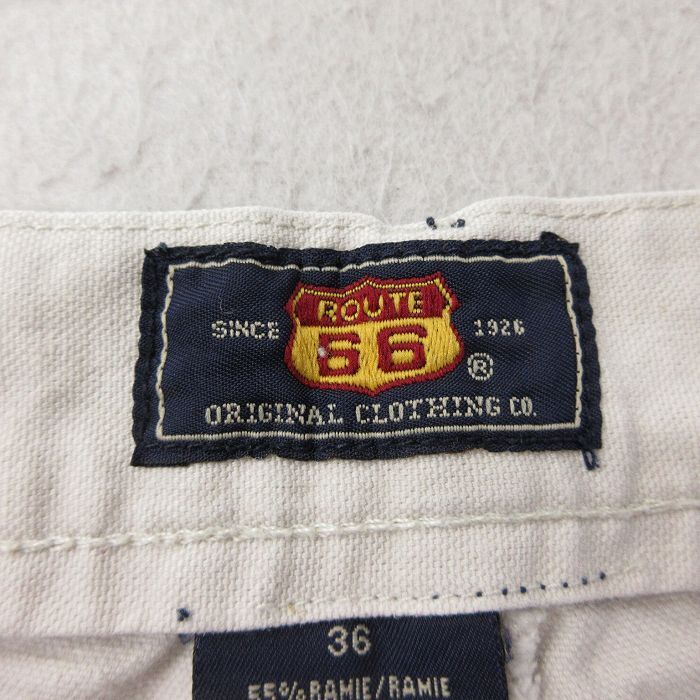 ROUTE
SINCE 66 1926
®
ORIGINAL CLOTHING CO.
36
55% RAMIE/RAMIE